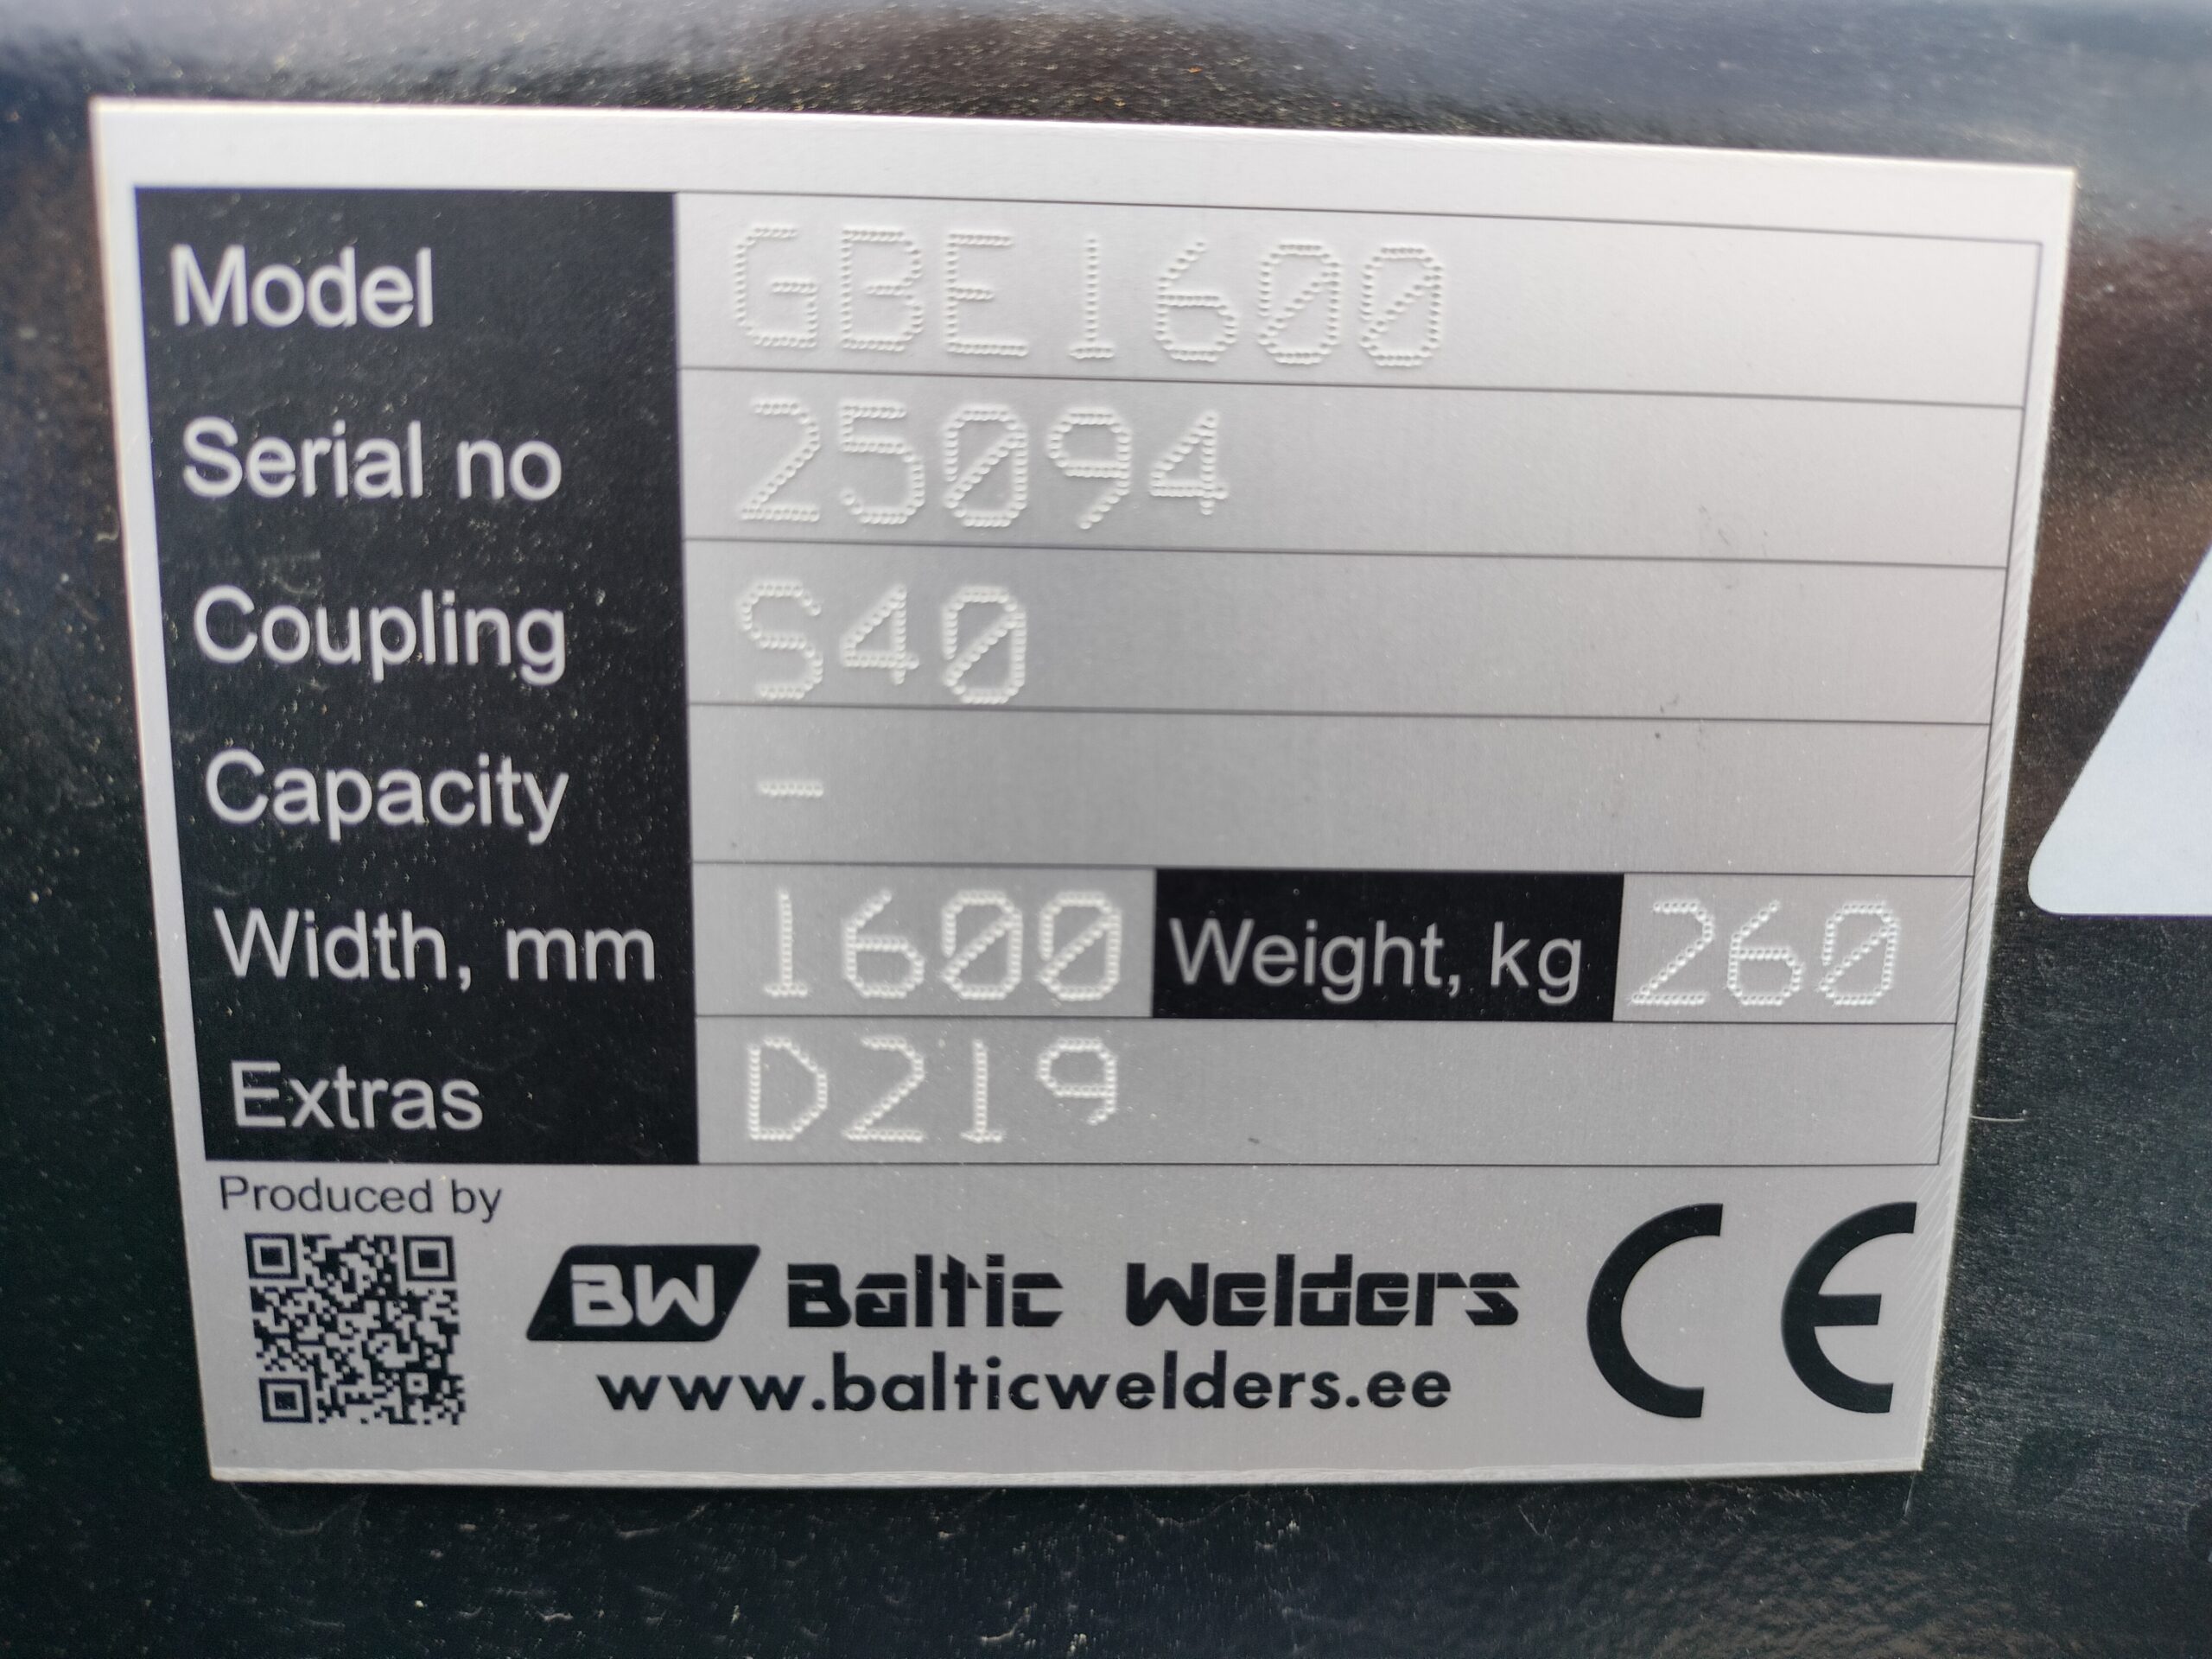 Model GBE1600
Serial no 25094
Coupling S40
Capacity -
Width, mm 1600 Weight, kg 260
Extras D219
Produced by
BW Baltic Welders CE
www.balticwelders.ee